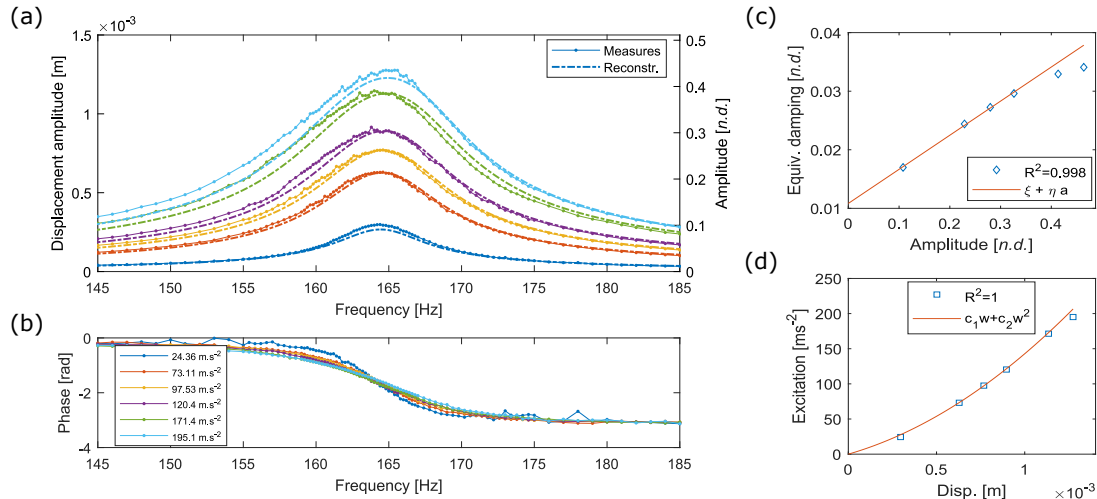 (a)
×10⁻³
1.5
1
0.5
0
Displacement amplitude [m]
145 150 155 160 165 170 175 180 185
Frequency [Hz]
0.5
0.4
0.3
0.2
0.1
0
Amplitude [n.d.]
Measures
Reconstr.
(b)
0
-2
-4
Phase [rad]
24.36 m.s⁻²
73.11 m.s⁻²
97.53 m.s⁻²
120.4 m.s⁻²
171.4 m.s⁻²
195.1 m.s⁻²
145 150 155 160 165 170 175 180 185
Frequency [Hz]
(c)
0.04
0.03
0.02
0.01
Equiv. damping [n.d.]
R²=0.998
ξ + η a
0 0.1 0.2 0.3 0.4
Amplitude [n.d.]
(d)
250
200
150
100
50
0
Excitation [ms⁻²]
R²=1
c₁w+c₂w²
0 0.5 1
Disp. [m]
×10⁻³